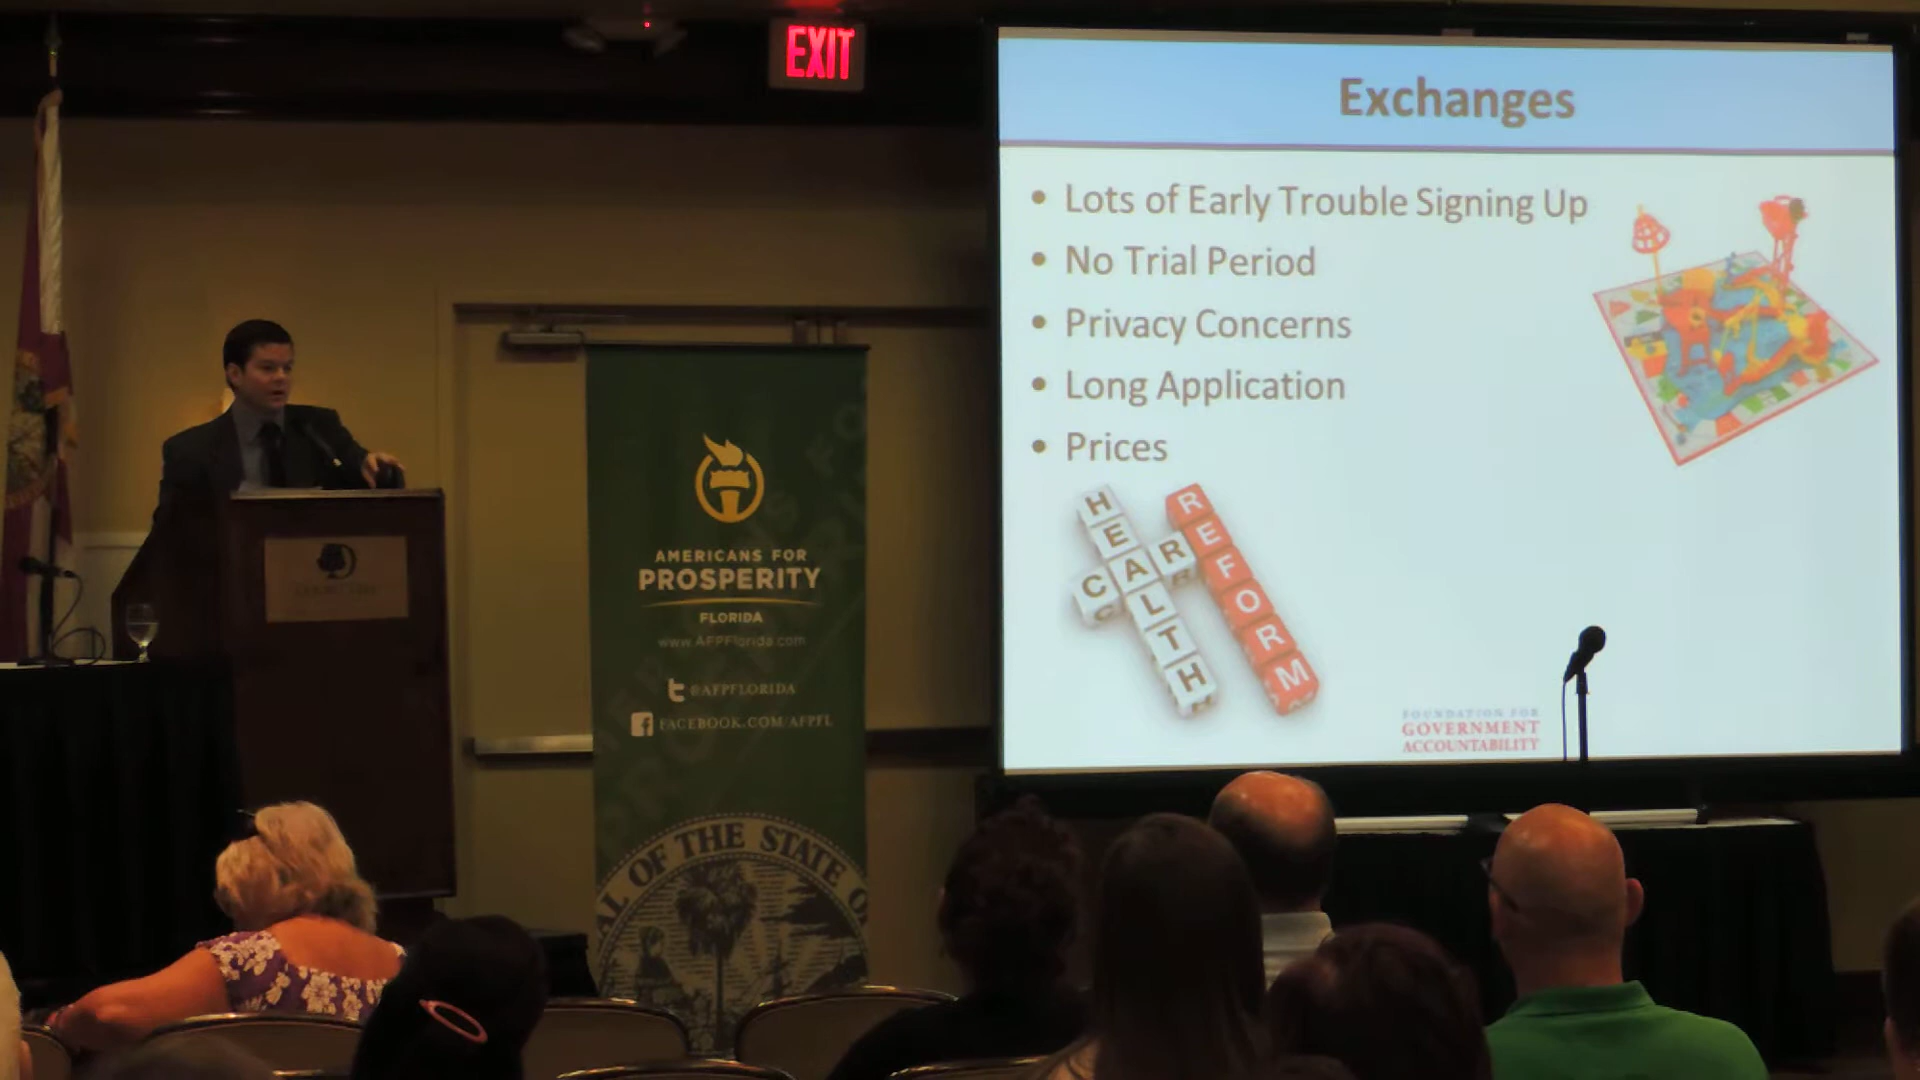 EXIT
Exchanges
• Lots of Early Trouble Signing Up
• No Trial Period
• Privacy Concerns
• Long Application
• Prices
HEALTH
CARE
REFORM
FOUNDATION FOR
GOVERNMENT
ACCOUNTABILITY
AMERICANS FOR
PROSPERITY
FLORIDA
www.AFPFlorida.com
@AFPFLORIDA
FACEBOOK.COM/AFPFL
OF THE STATE